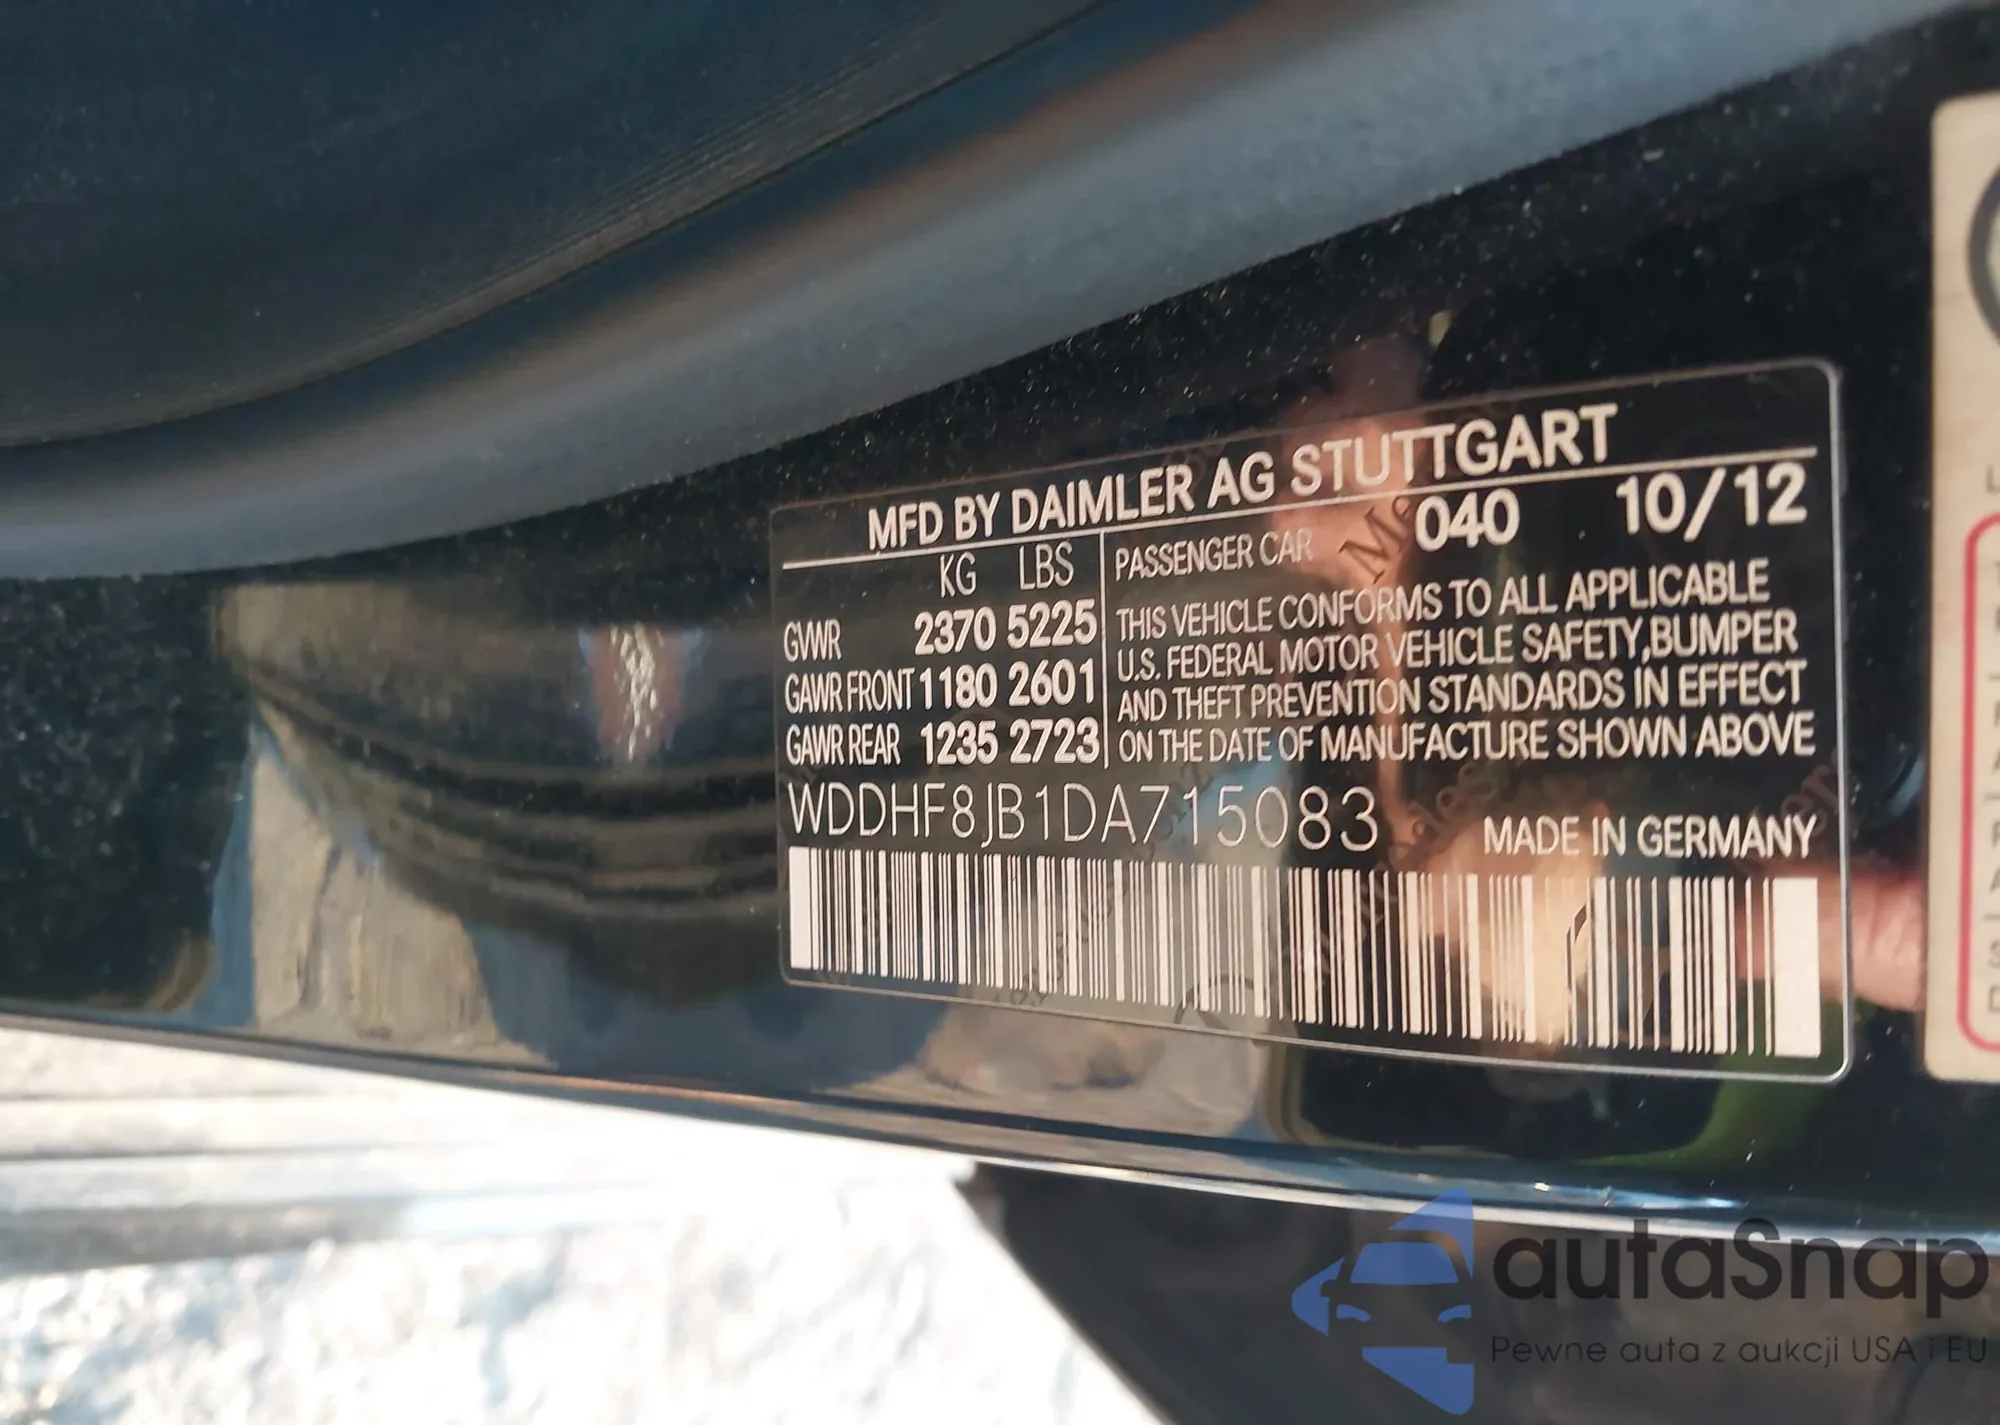 MFD BY DAIMLER AG STUTTGART
KG LBS
GVWR 2370 5225
GAWR FRONT 1180 2601
GAWR REAR 1235 2723
PASSENGER CAR 040 10/12
THIS VEHICLE CONFORMS TO ALL APPLICABLE
U.S. FEDERAL MOTOR VEHICLE SAFETY,BUMPER
AND THEFT PREVENTION STANDARDS IN EFFECT
ON THE DATE OF MANUFACTURE SHOWN ABOVE
WDDHF8JB1DA715083
MADE IN GERMANY
autaSnap
Pewne auta z aukcji USA i EU